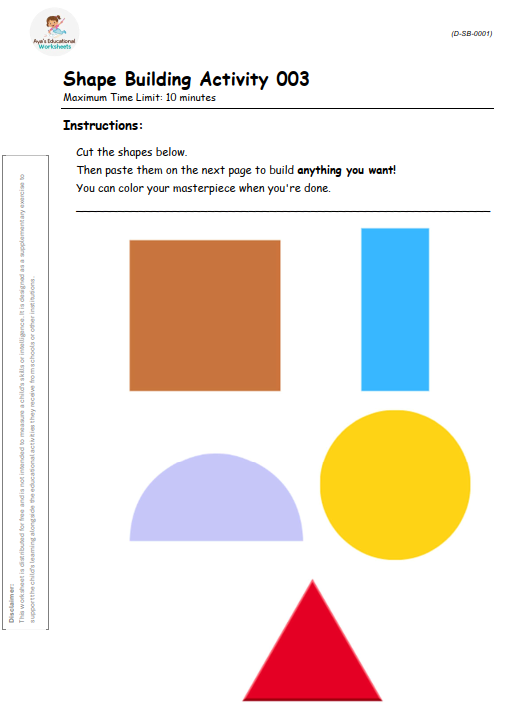 Aya's Educational
Worksheets
(D-SB-0001)
Shape Building Activity 003
Maximum Time Limit: 10 minutes
Instructions:
Cut the shapes below.
Then paste them on the next page to build anything you want!
You can color your masterpiece when you're done.
Disclaimer:
This worksheet is distributed for free and is not intended to measure a child's skills or intelligence. It is designed as a supplementary exercise to
support the child's learning alongside the educational activities they receive from schools or other institutions.